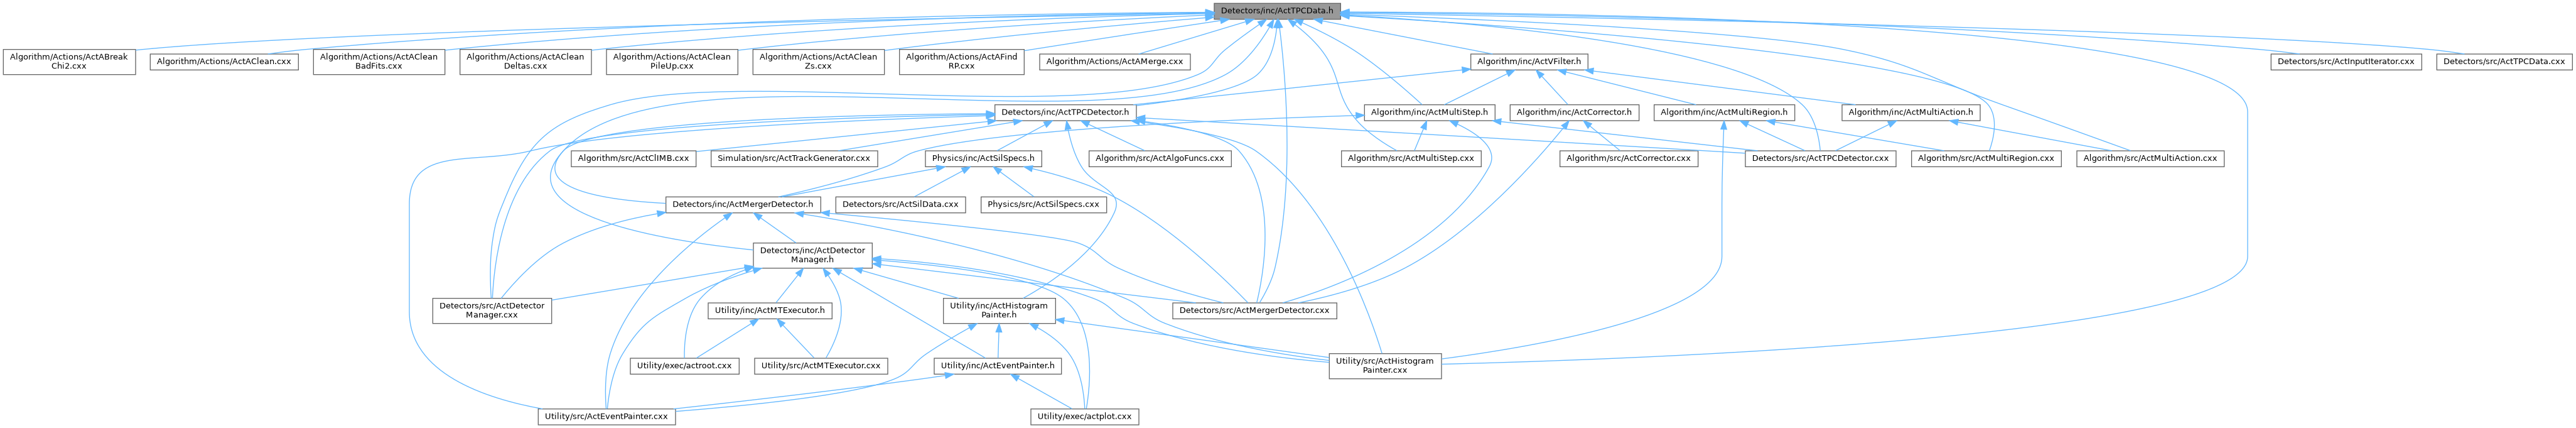 Detectors/inc/ActTPCData.h
Algorithm/Actions/ActABreak
Chi2.cxx
Algorithm/Actions/ActAClean.cxx
Algorithm/Actions/ActAClean
BadFits.cxx
Algorithm/Actions/ActAClean
Deltas.cxx
Algorithm/Actions/ActAClean
PileUp.cxx
Algorithm/Actions/ActAClean
Zs.cxx
Algorithm/Actions/ActAFind
RP.cxx
Algorithm/Actions/ActAMerge.cxx
Algorithm/inc/ActVFilter.h
Detectors/src/ActInputIterator.cxx
Detectors/src/ActTPCData.cxx
Detectors/inc/ActTPCDetector.h
Algorithm/inc/ActMultiStep.h
Algorithm/inc/ActCorrector.h
Algorithm/inc/ActMultiRegion.h
Algorithm/inc/ActMultiAction.h
Algorithm/src/ActClIMB.cxx
Simulation/src/ActTrackGenerator.cxx
Physics/inc/ActSilSpecs.h
Algorithm/src/ActAlgoFuncs.cxx
Algorithm/src/ActMultiStep.cxx
Algorithm/src/ActCorrector.cxx
Detectors/src/ActTPCDetector.cxx
Algorithm/src/ActMultiRegion.cxx
Algorithm/src/ActMultiAction.cxx
Detectors/inc/ActMergerDetector.h
Detectors/src/ActSilData.cxx
Physics/src/ActSilSpecs.cxx
Detectors/inc/ActDetector
Manager.h
Detectors/src/ActDetector
Manager.cxx
Utility/inc/ActMTExecutor.h
Utility/inc/ActHistogram
Painter.h
Detectors/src/ActMergerDetector.cxx
Utility/exec/actroot.cxx
Utility/src/ActMTExecutor.cxx
Utility/inc/ActEventPainter.h
Utility/src/ActHistogram
Painter.cxx
Utility/src/ActEventPainter.cxx
Utility/exec/actplot.cxx